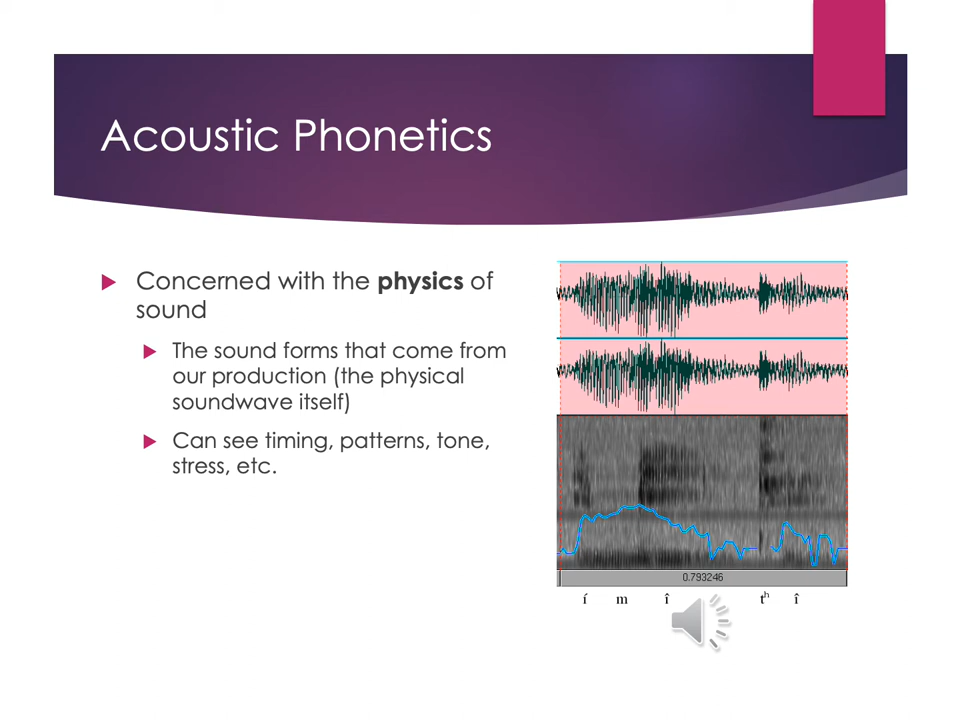 Acoustic Phonetics
Concerned with the physics of
sound
The sound forms that come from
our production (the physical
soundwave itself)
Can see timing, patterns, tone,
stress, etc.
0.793246
í m î tʰ î